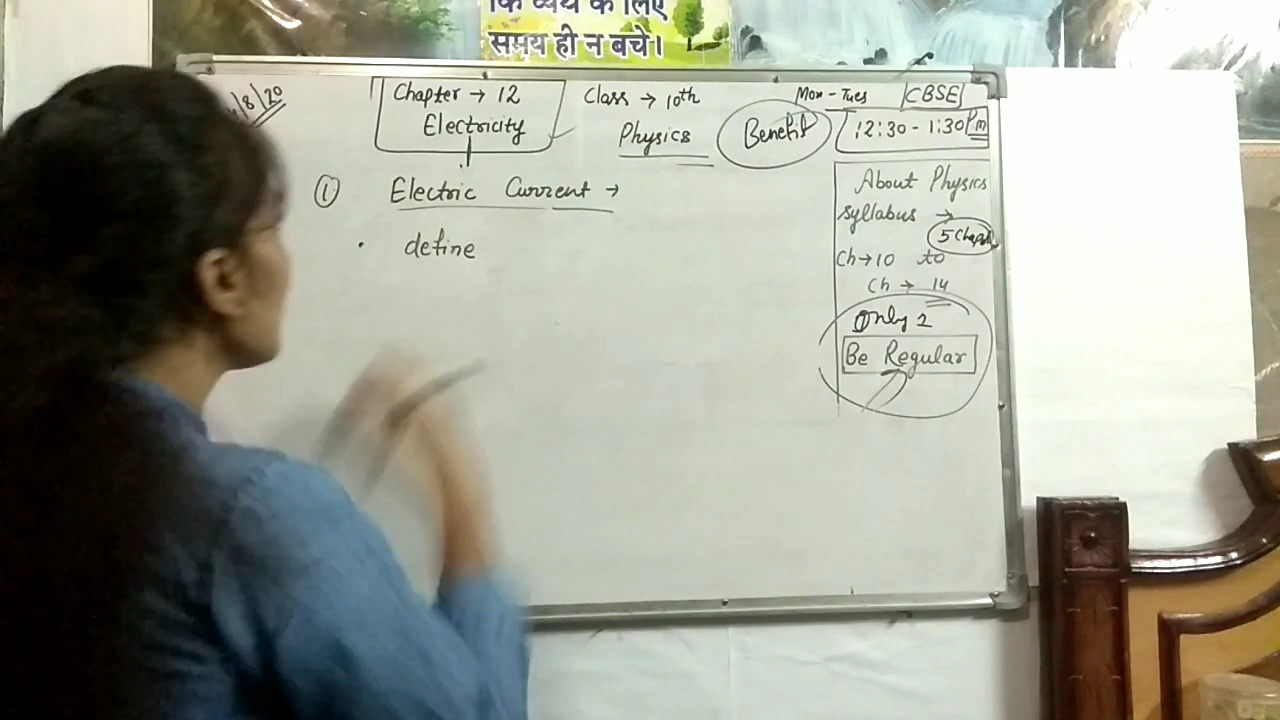 कि व्यर्थ के लिए
समय ही न बचे।
/8/20
Chapter → 12
Electricity
Class → 10th
Physics
Benefit
Mon - Tues
CBSE
12:30 - 1:30 Pm
① Electric Current →
• define
About Physics
syllabus →
5 Chapt
Ch → 10 to
Ch → 14
Only 2
Be Regular